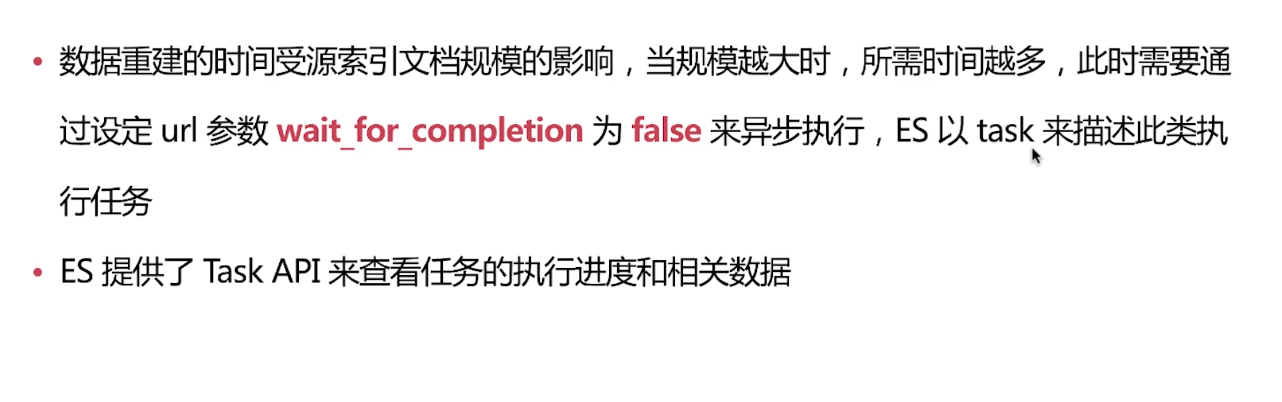 • 数据重建的时间受源索引文档规模的影响，当规模越大时，所需时间越多，此时需要通
过设定 url 参数 wait_for_completion 为 false 来异步执行，ES 以 task 来描述此类执
行任务
• ES 提供了 Task API 来查看任务的执行进度和相关数据